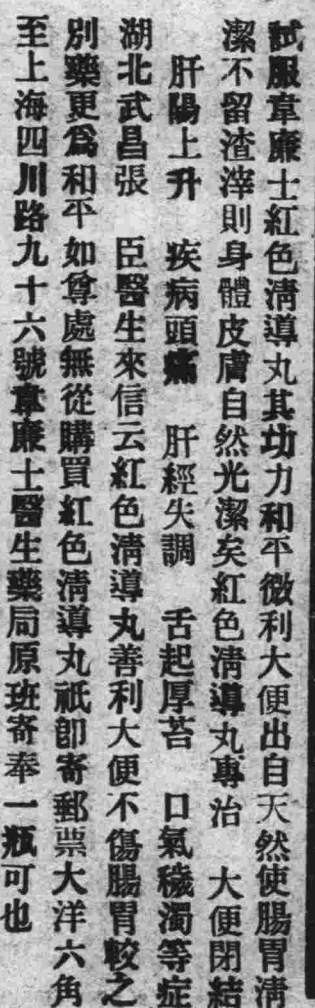 試服韋廉士紅色淸導丸其功力和平微利大便出自天然使腸胃淸
潔不留渣滓則身體皮膚自然光潔矣紅色淸導丸專治　大便閉結
肝陽上升　疾病頭痛　肝經失調　舌起厚苔　口氣穢濁等症
湖北武昌張　臣醫生來信云紅色淸導丸善利大便不傷腸胃較之
別藥更爲和平如尊處無從購買紅色淸導丸祇卽寄郵票大洋六角
至上海四川路九十六號韋廉士醫生藥局原班寄奉一瓶可也